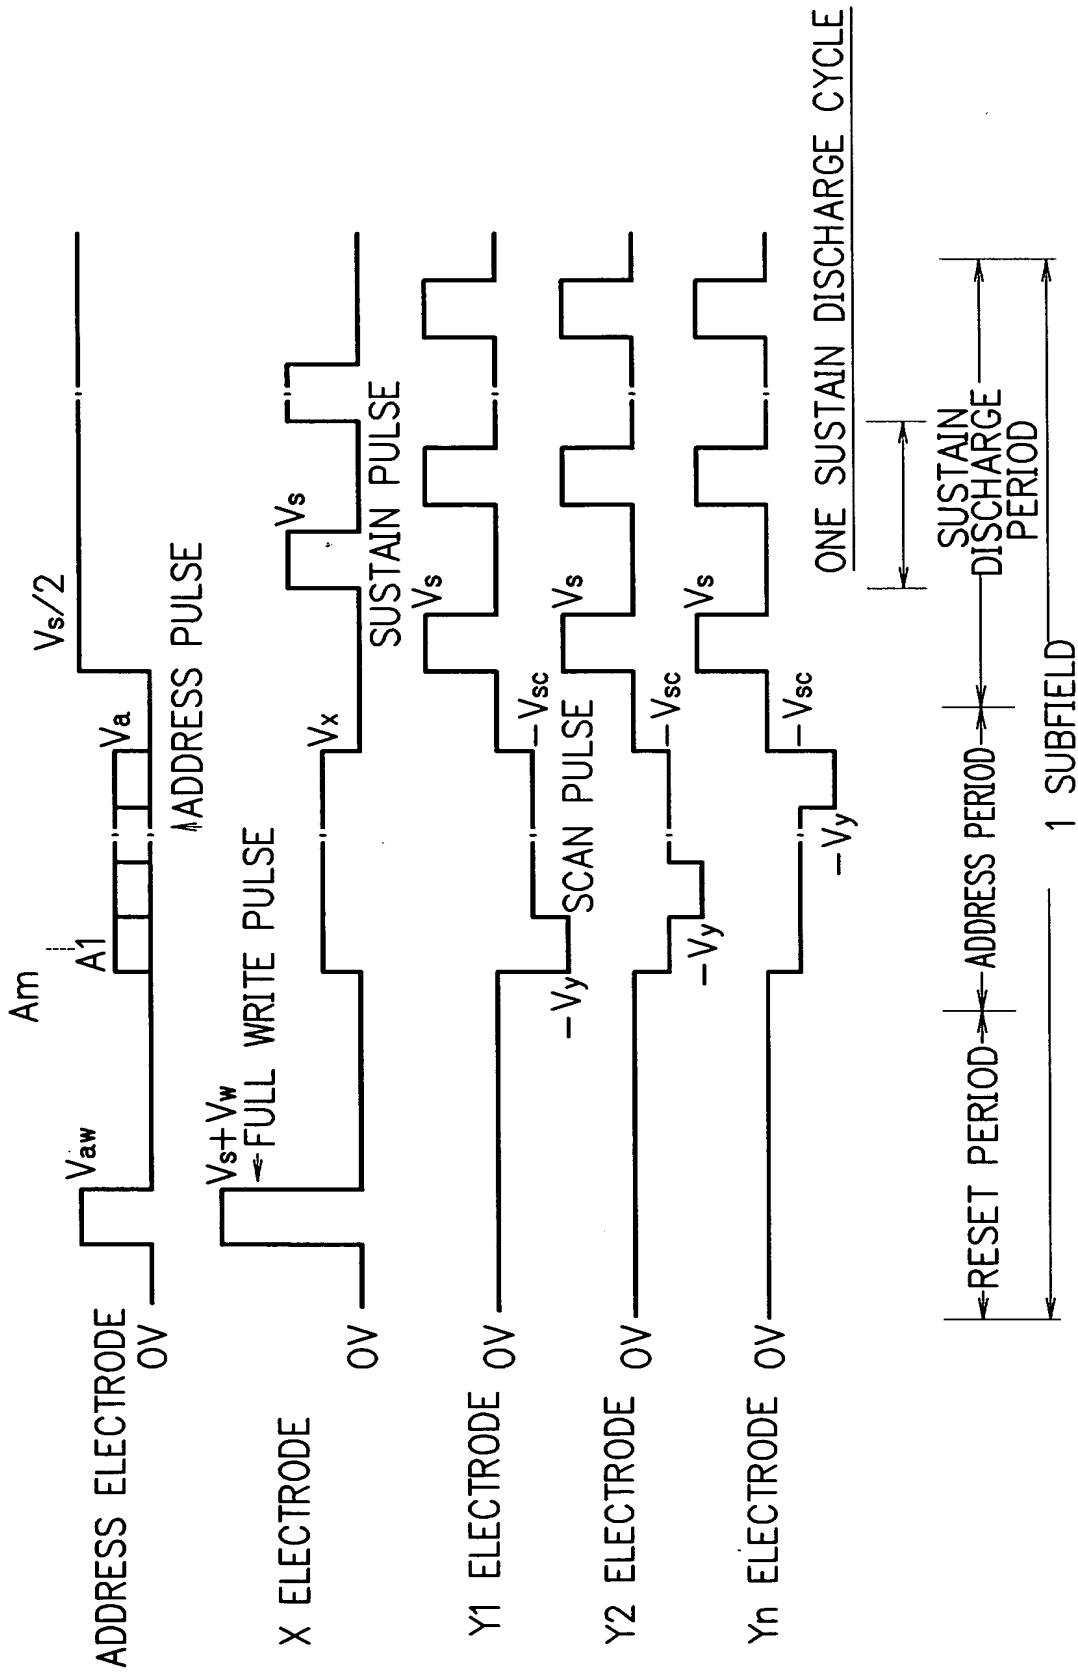 ADDRESS ELECTRODE
0V
Vaw
Am
A1
Va
Vs/2
ADDRESS PULSE
X ELECTRODE
0V
Vs+Vw
FULL WRITE PULSE
Vx
Vs
SUSTAIN PULSE
Y1 ELECTRODE
0V
-Vy
SCAN PULSE
-Vsc
Vs
Y2 ELECTRODE
0V
-Vy
-Vsc
Vs
Yn ELECTRODE
0V
-Vy
-Vsc
Vs
ONE SUSTAIN DISCHARGE CYCLE
RESET PERIOD
ADDRESS PERIOD
SUSTAIN
DISCHARGE
PERIOD
1 SUBFIELD